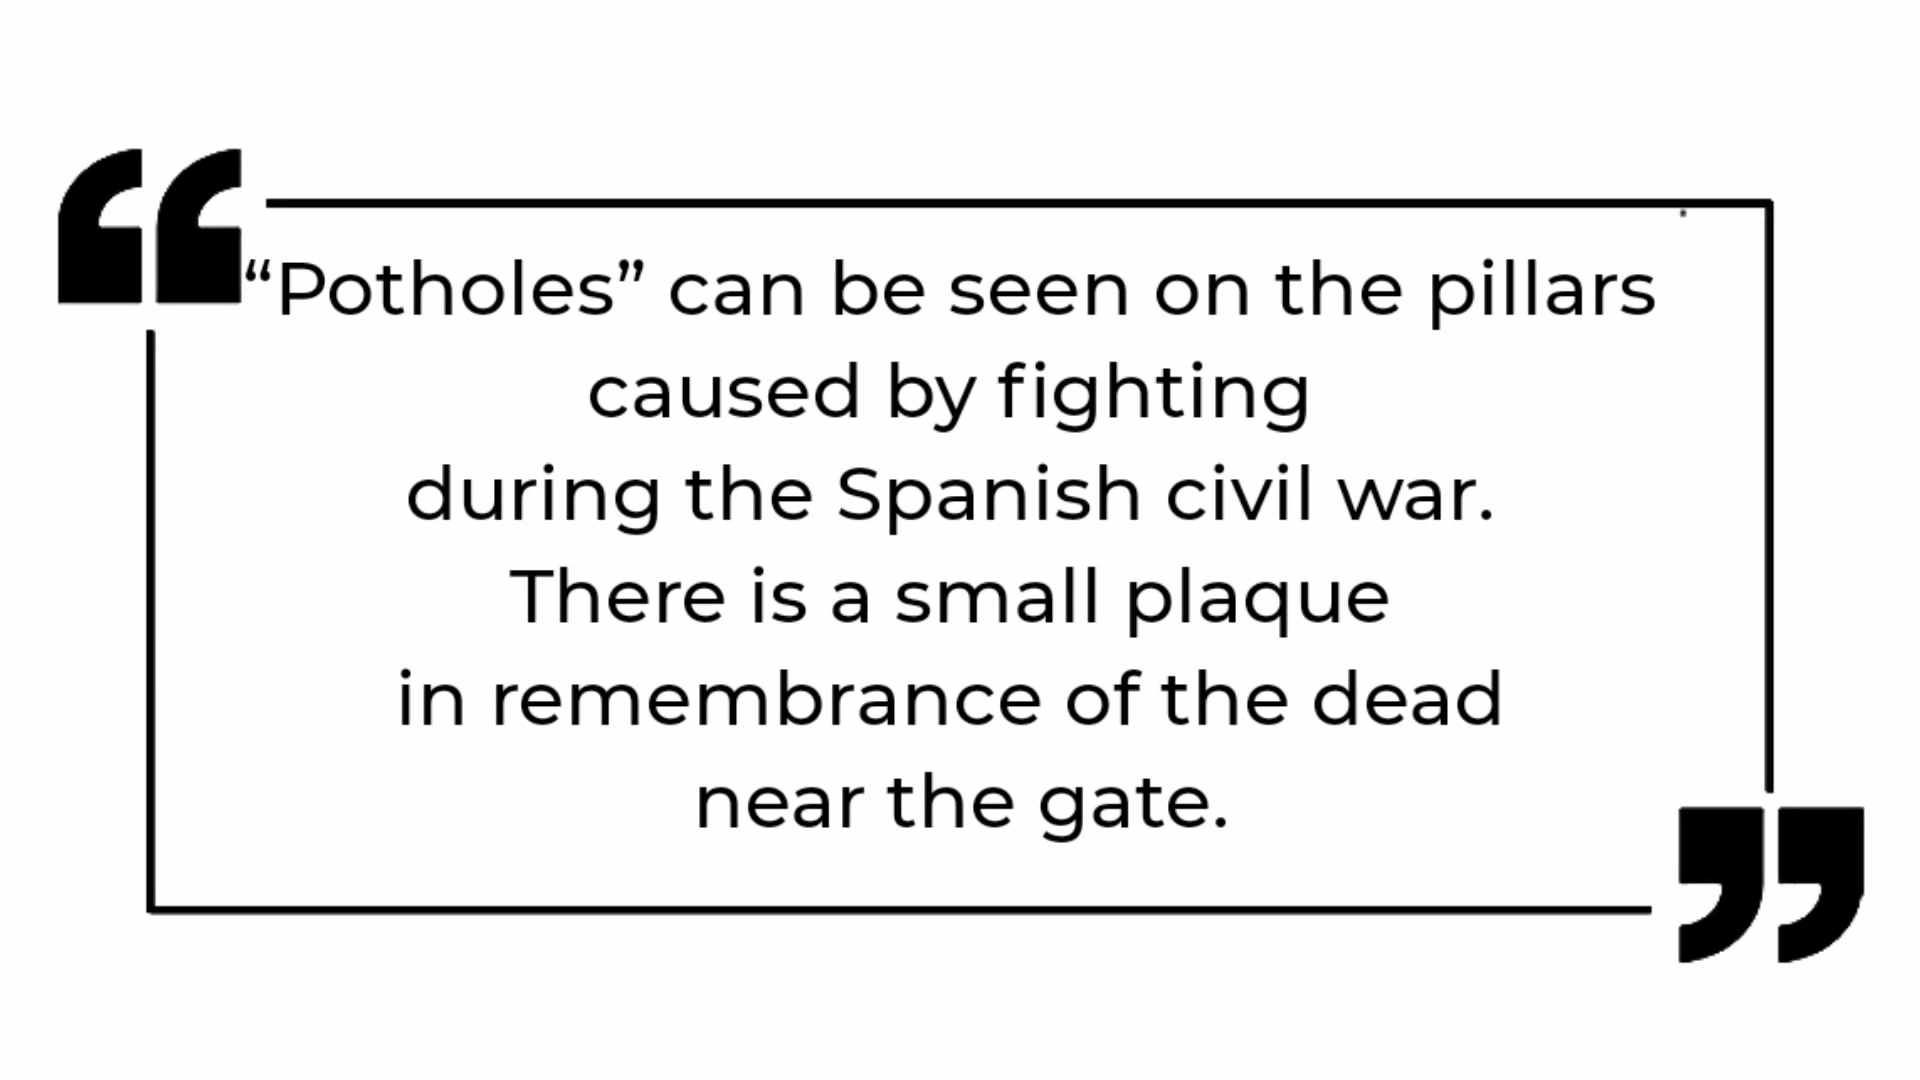 “Potholes” can be seen on the pillars
caused by fighting
during the Spanish civil war.
There is a small plaque
in remembrance of the dead
near the gate.